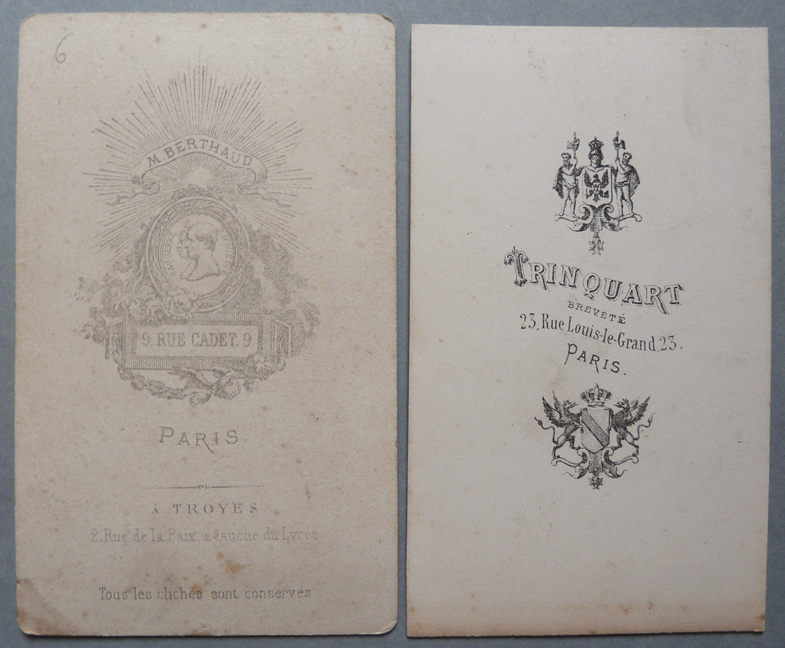 6
M. BERTHAUD
9. RUE CADET. 9
PARIS.
À TROYES
2. Rue de la Paix à Gauche du Lycée
Tous les clichés sont conservés
TRINQUART
BREVETÉ
23, Rue Louis-le-Grand, 23.
PARIS.